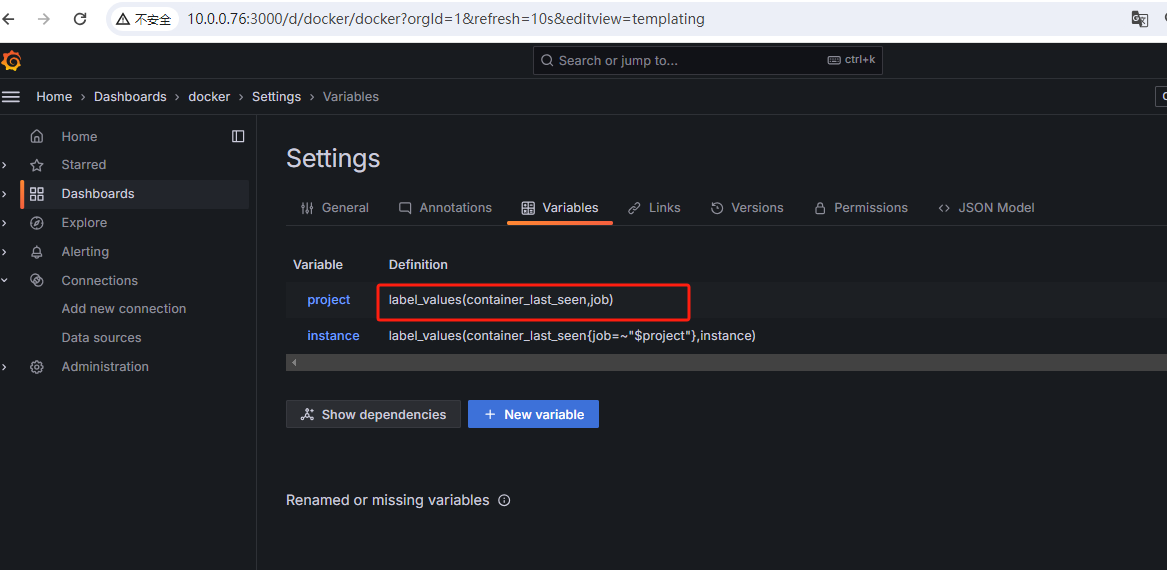 不安全 10.0.0.76:3000/d/docker/docker?orgId=1&refresh=10s&editview=templating
Search or jump to... ctrl+k
Home › Dashboards › docker › Settings › Variables
Home
Starred
Dashboards
Explore
Alerting
Connections
Add new connection
Data sources
Administration
Settings
General Annotations Variables Links Versions Permissions JSON Model
Variable Definition
project label_values(container_last_seen,job)
instance label_values(container_last_seen{job=~"$project"},instance)
Show dependencies + New variable
Renamed or missing variables